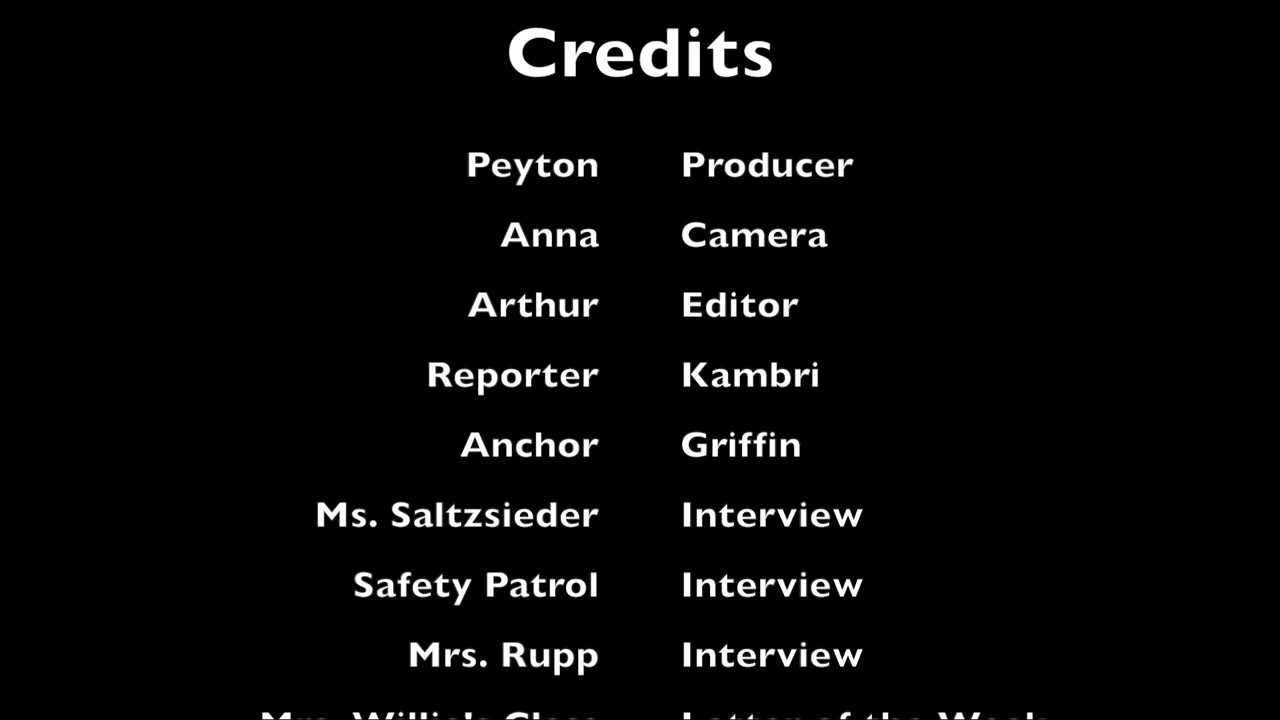 Credits
Peyton Producer
Anna Camera
Arthur Editor
Reporter Kambri
Anchor Griffin
Ms. Saltzsieder Interview
Safety Patrol Interview
Mrs. Rupp Interview